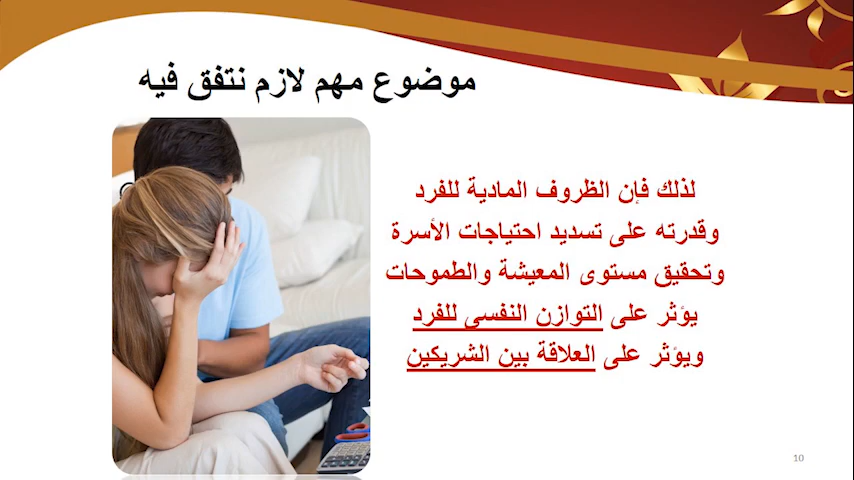 موضوع مهم لازم نتفق فيه
لذلك فإن الظروف المادية للفرد
وقدرته على تسديد احتياجات الأسرة
وتحقيق مستوى المعيشة والطموحات
يؤثر على التوازن النفسي للفرد
ويؤثر على العلاقة بين الشريكين
10